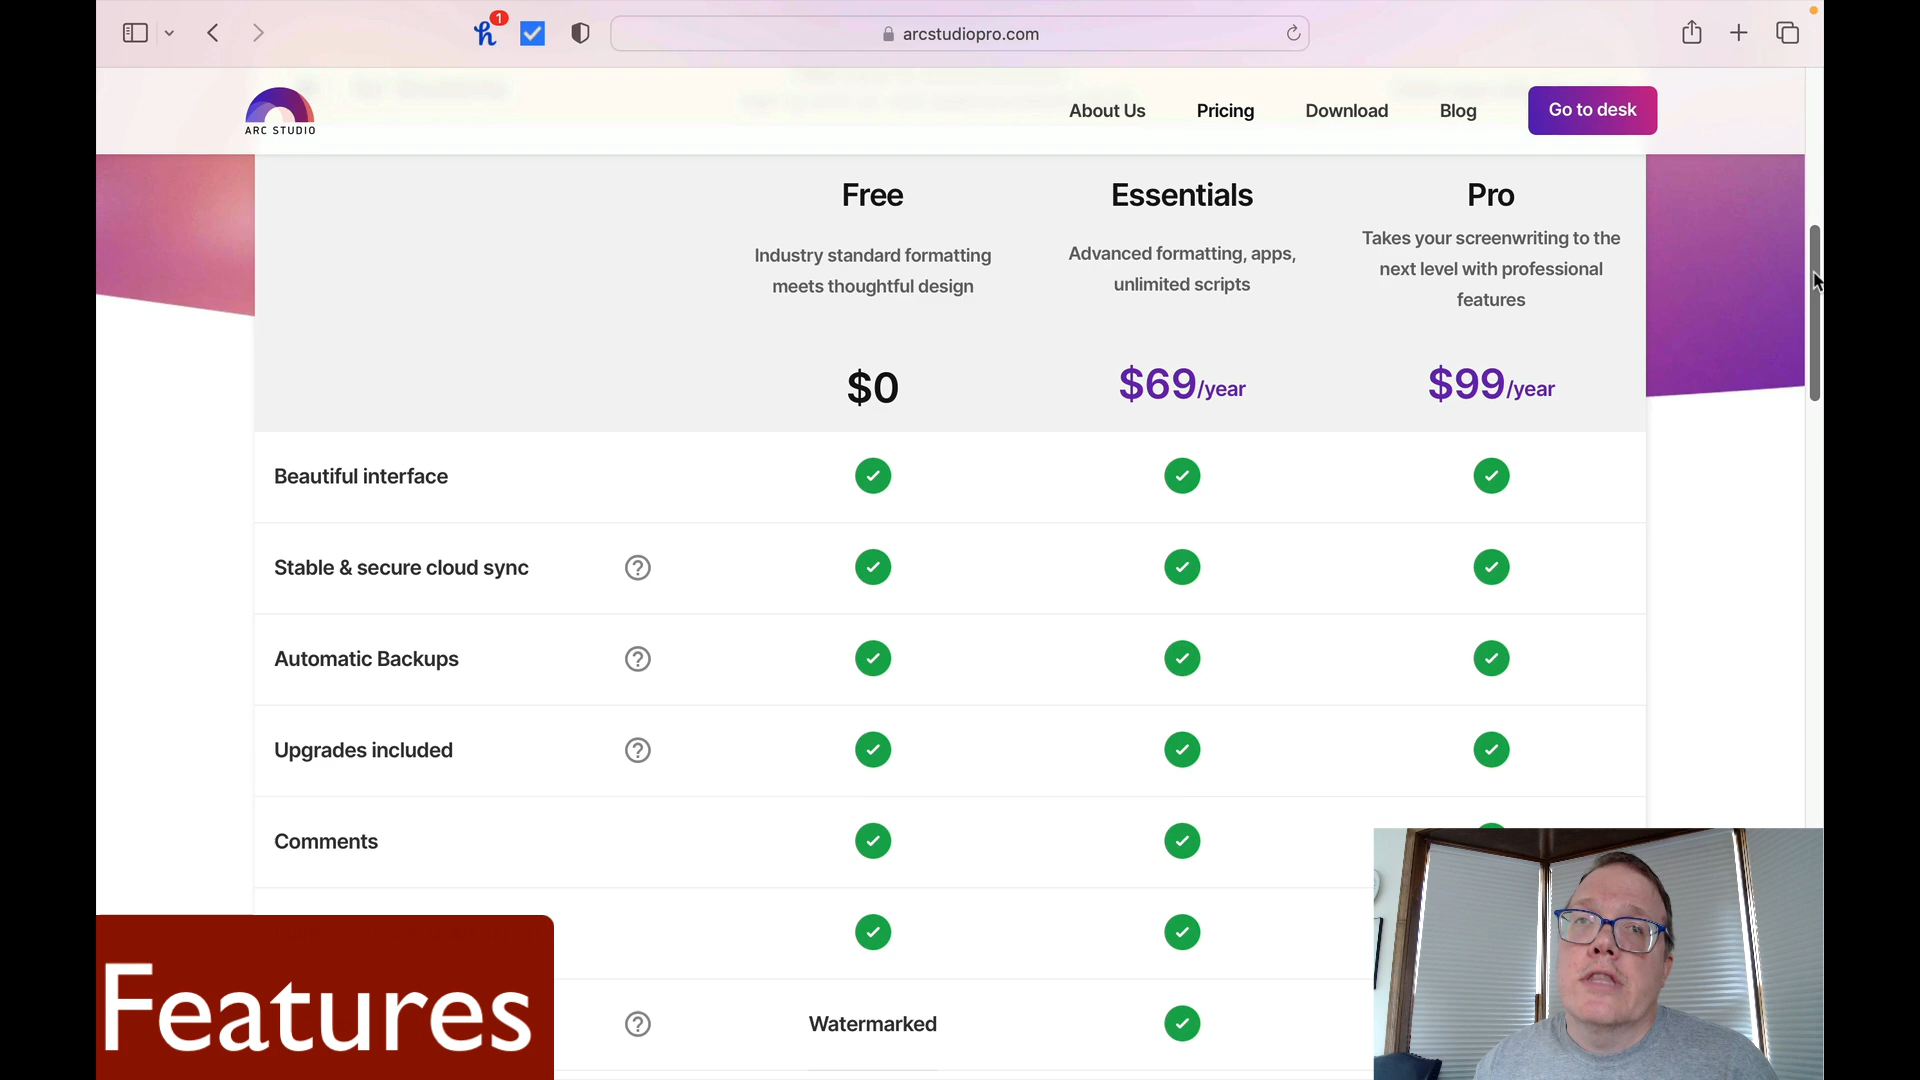 1
arcstudiopro.com
ARC STUDIO
About Us
Pricing
Download
Blog
Go to desk
Free
Essentials
Pro
Industry standard formatting
meets thoughtful design
Advanced formatting, apps,
unlimited scripts
Takes your screenwriting to the
next level with professional
features
$0
$69/year
$99/year
Beautiful interface
Stable & secure cloud sync
?
Automatic Backups
?
Upgrades included
?
Comments
?
Watermarked
Features